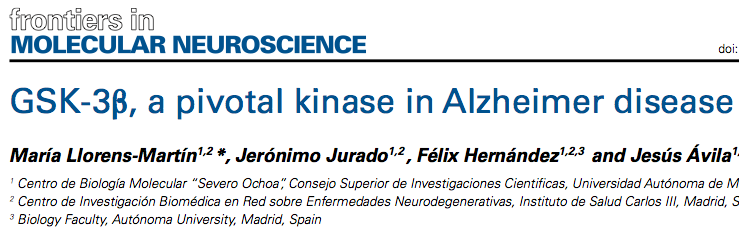 frontiers in
MOLECULAR NEUROSCIENCE
doi:
GSK-3β, a pivotal kinase in Alzheimer disease
María Llorens-Martín1,2 *, Jerónimo Jurado1,2 , Félix Hernández1,2,3 and Jesús Ávila1,
1 Centro de Biología Molecular “Severo Ochoa”, Consejo Superior de Investigaciones Científicas, Universidad Autónoma de M
2 Centro de Investigación Biomédica en Red sobre Enfermedades Neurodegenerativas, Instituto de Salud Carlos III, Madrid, S
3 Biology Faculty, Autónoma University, Madrid, Spain